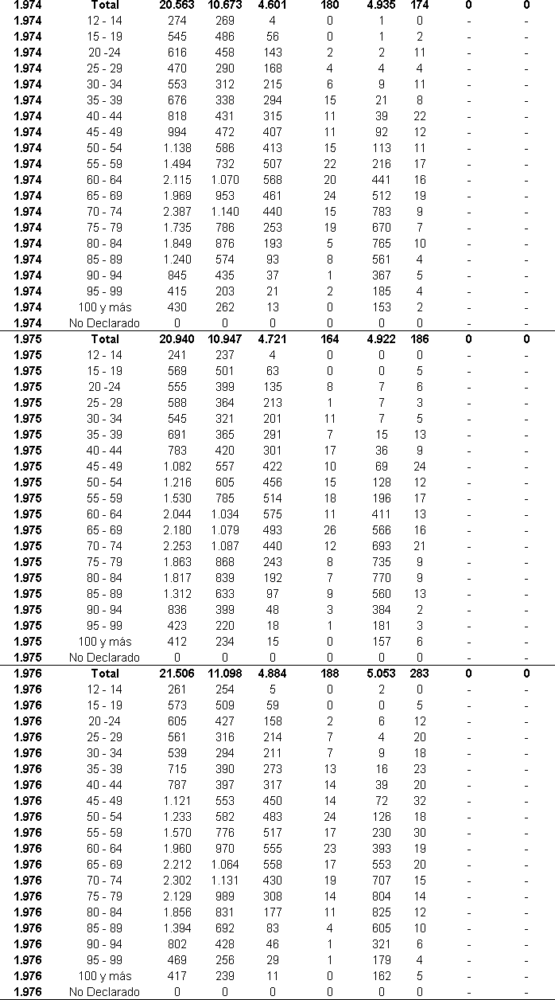 1.974 Total 20.563 10.673 4.601 180 4.935 174 0 0
1.974 12 - 14 274 269 4 0 1 0 - -
1.974 15 - 19 545 486 56 0 1 2 - -
1.974 20 -24 616 458 143 2 2 11 - -
1.974 25 - 29 470 290 168 4 4 4 - -
1.974 30 - 34 553 312 215 6 9 11 - -
1.974 35 - 39 676 338 294 15 21 8 - -
1.974 40 - 44 818 431 315 11 39 22 - -
1.974 45 - 49 994 472 407 11 92 12 - -
1.974 50 - 54 1.138 586 413 15 113 11 - -
1.974 55 - 59 1.494 732 507 22 216 17 - -
1.974 60 - 64 2.115 1.070 568 20 441 16 - -
1.974 65 - 69 1.969 953 461 24 512 19 - -
1.974 70 - 74 2.387 1.140 440 15 783 9 - -
1.974 75 - 79 1.735 786 253 19 670 7 - -
1.974 80 - 84 1.849 876 193 5 765 10 - -
1.974 85 - 89 1.240 574 93 8 561 4 - -
1.974 90 - 94 845 435 37 1 367 5 - -
1.974 95 - 99 415 203 21 2 185 4 - -
1.974 100 y más 430 262 13 0 153 2 - -
1.974 No Declarado 0 0 0 0 0 0 - -
1.975 Total 20.940 10.947 4.721 164 4.922 186 0 0
1.975 12 - 14 241 237 4 0 0 0 - -
1.975 15 - 19 569 501 63 0 0 5 - -
1.975 20 -24 555 399 135 8 7 6 - -
1.975 25 - 29 588 364 213 1 7 3 - -
1.975 30 - 34 545 321 201 11 7 5 - -
1.975 35 - 39 691 365 291 7 15 13 - -
1.975 40 - 44 783 420 301 17 36 9 - -
1.975 45 - 49 1.082 557 422 10 69 24 - -
1.975 50 - 54 1.216 605 456 15 128 12 - -
1.975 55 - 59 1.530 785 514 18 196 17 - -
1.975 60 - 64 2.044 1.034 575 11 411 13 - -
1.975 65 - 69 2.180 1.079 493 26 566 16 - -
1.975 70 - 74 2.253 1.087 440 12 693 21 - -
1.975 75 - 79 1.863 868 243 8 735 9 - -
1.975 80 - 84 1.817 839 192 7 770 9 - -
1.975 85 - 89 1.312 633 97 9 560 13 - -
1.975 90 - 94 836 399 48 3 384 2 - -
1.975 95 - 99 423 220 18 1 181 3 - -
1.975 100 y más 412 234 15 0 157 6 - -
1.975 No Declarado 0 0 0 0 0 0 - -
1.976 Total 21.506 11.098 4.884 188 5.053 283 0 0
1.976 12 - 14 261 254 5 0 2 0 - -
1.976 15 - 19 573 509 59 0 0 5 - -
1.976 20 -24 605 427 158 2 6 12 - -
1.976 25 - 29 561 316 214 7 4 20 - -
1.976 30 - 34 539 294 211 7 9 18 - -
1.976 35 - 39 715 390 273 13 16 23 - -
1.976 40 - 44 787 397 317 14 39 20 - -
1.976 45 - 49 1.121 553 450 14 72 32 - -
1.976 50 - 54 1.233 582 483 24 126 18 - -
1.976 55 - 59 1.570 776 517 17 230 30 - -
1.976 60 - 64 1.960 970 555 23 393 19 - -
1.976 65 - 69 2.212 1.064 558 17 553 20 - -
1.976 70 - 74 2.302 1.131 430 19 707 15 - -
1.976 75 - 79 2.129 989 308 14 804 14 - -
1.976 80 - 84 1.856 831 177 11 825 12 - -
1.976 85 - 89 1.394 692 83 4 605 10 - -
1.976 90 - 94 802 428 46 1 321 6 - -
1.976 95 - 99 469 256 29 1 179 4 - -
1.976 100 y más 417 239 11 0 162 5 - -
1.976 No Declarado 0 0 0 0 0 0 - -